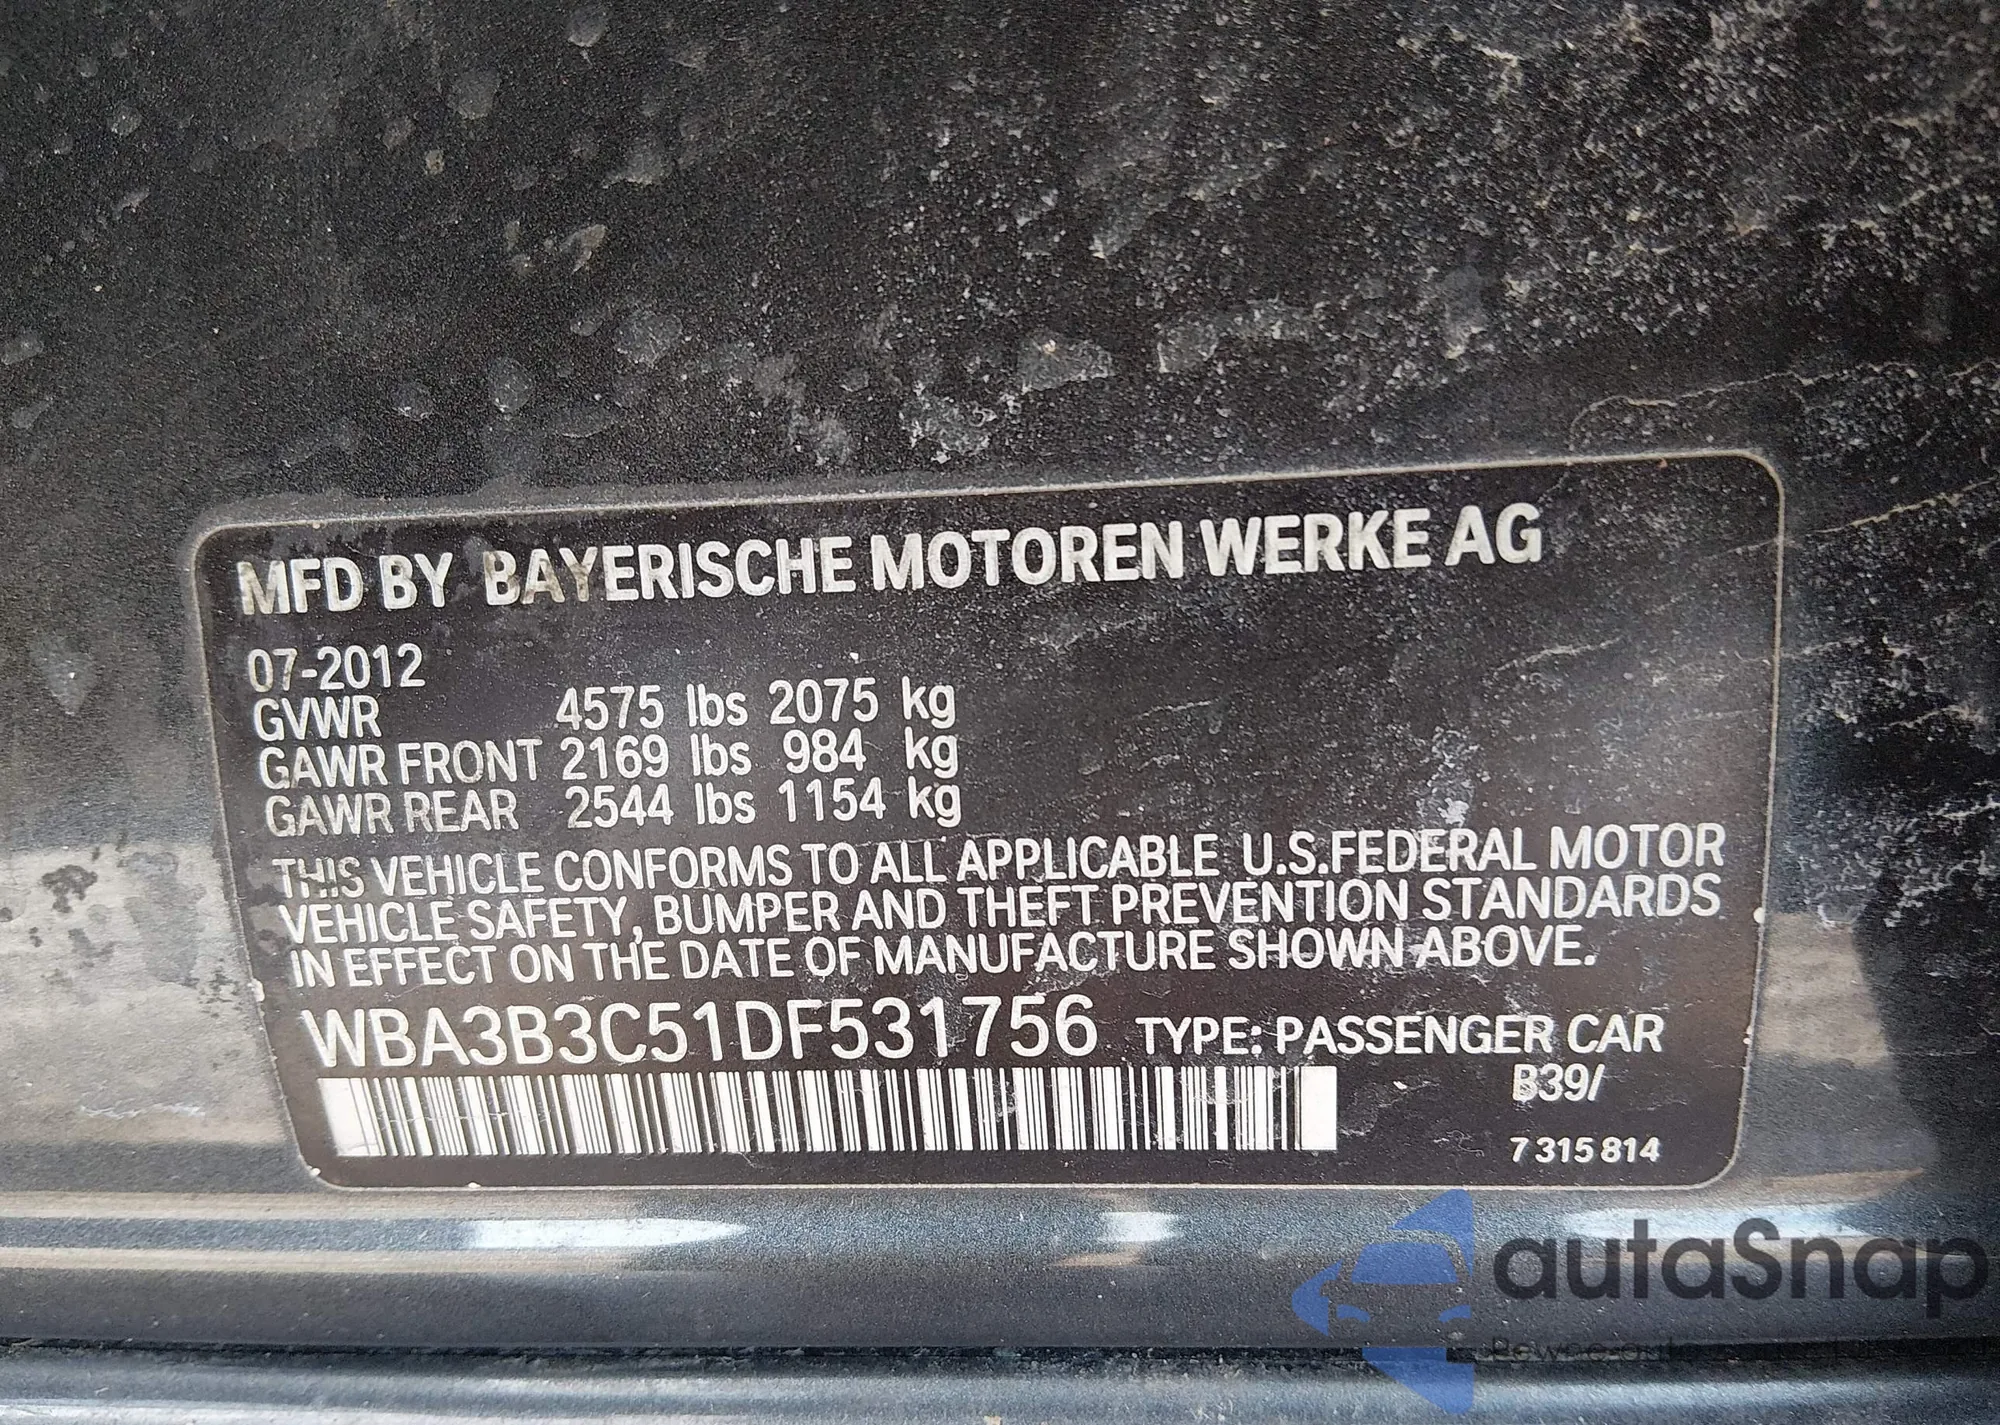 MFD BY BAYERISCHE MOTOREN WERKE AG
07-2012
GVWR 4575 lbs 2075 kg
GAWR FRONT 2169 lbs 984 kg
GAWR REAR 2544 lbs 1154 kg
THIS VEHICLE CONFORMS TO ALL APPLICABLE U.S.FEDERAL MOTOR
VEHICLE SAFETY, BUMPER AND THEFT PREVENTION STANDARDS
IN EFFECT ON THE DATE OF MANUFACTURE SHOWN ABOVE.
WBA3B3C51DF531756 TYPE: PASSENGER CAR
B39/
7 315 814
autaSnap